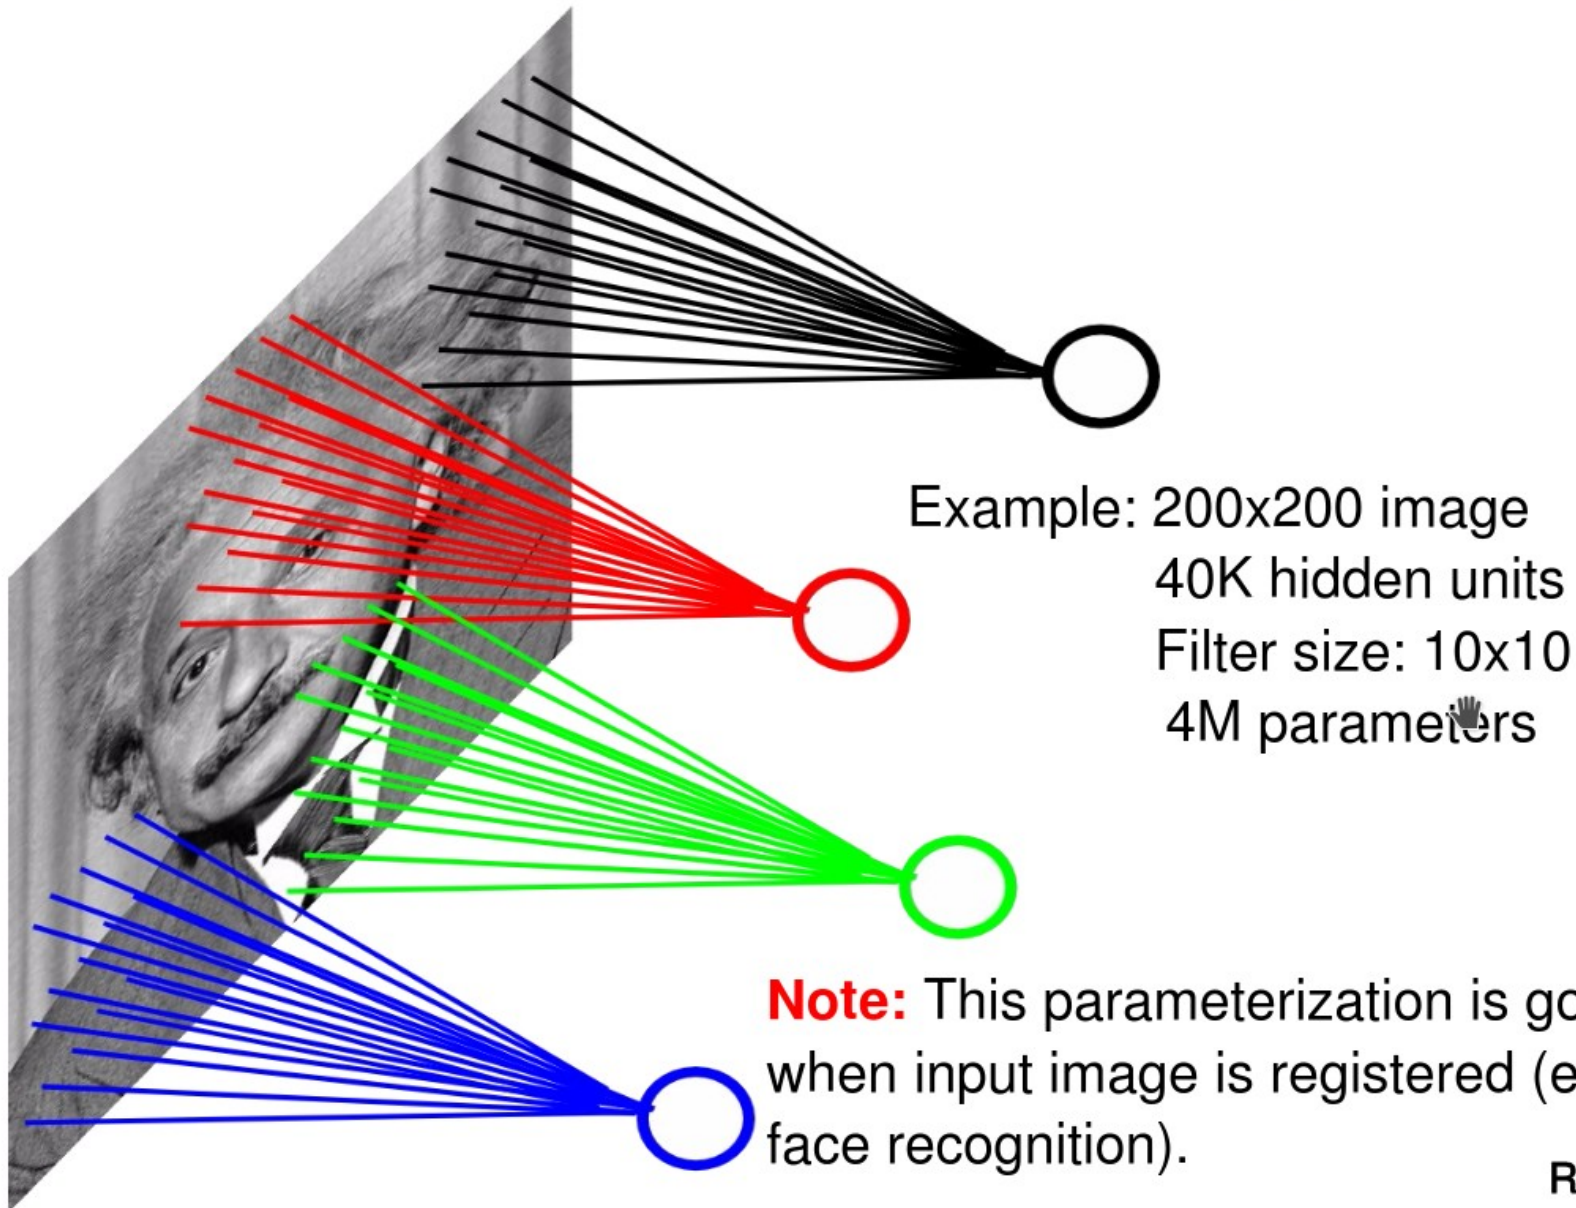 Example: 200x200 image
40K hidden units
Filter size: 10x10
4M parameters
Note: This parameterization is go
when input image is registered (e
face recognition).
R